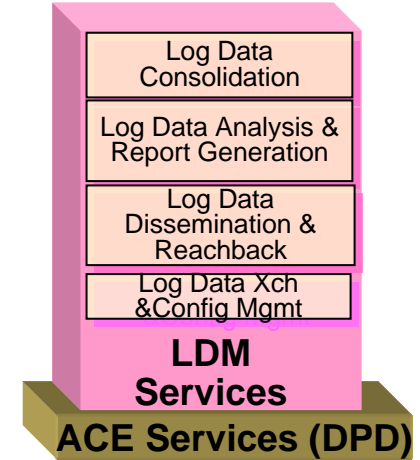 Log Data
Consolidation
Log Data Analysis &
Report Generation
Log Data
Dissemination &
Reachback
Log Data Xch
&Config Mgmt
LDM
Services
ACE Services (DPD)